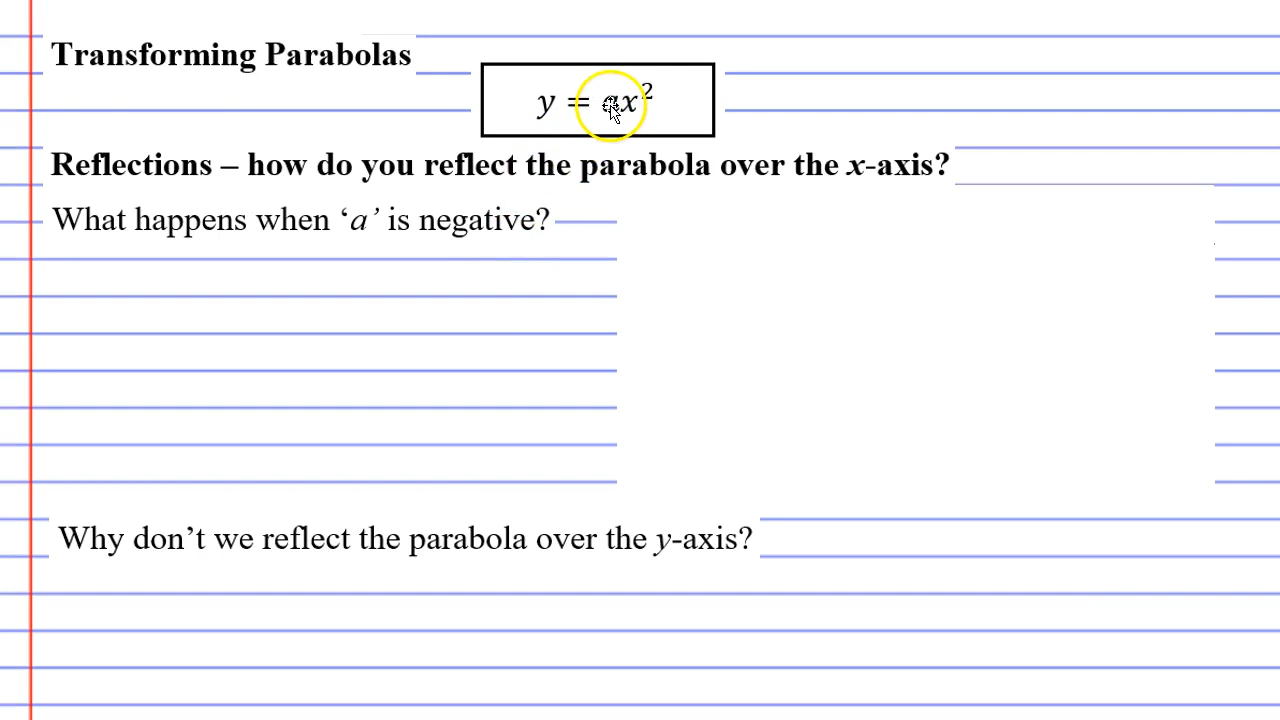 Transforming Parabolas
y = ax²
Reflections – how do you reflect the parabola over the x-axis?
What happens when ‘a’ is negative?
Why don’t we reflect the parabola over the y-axis?